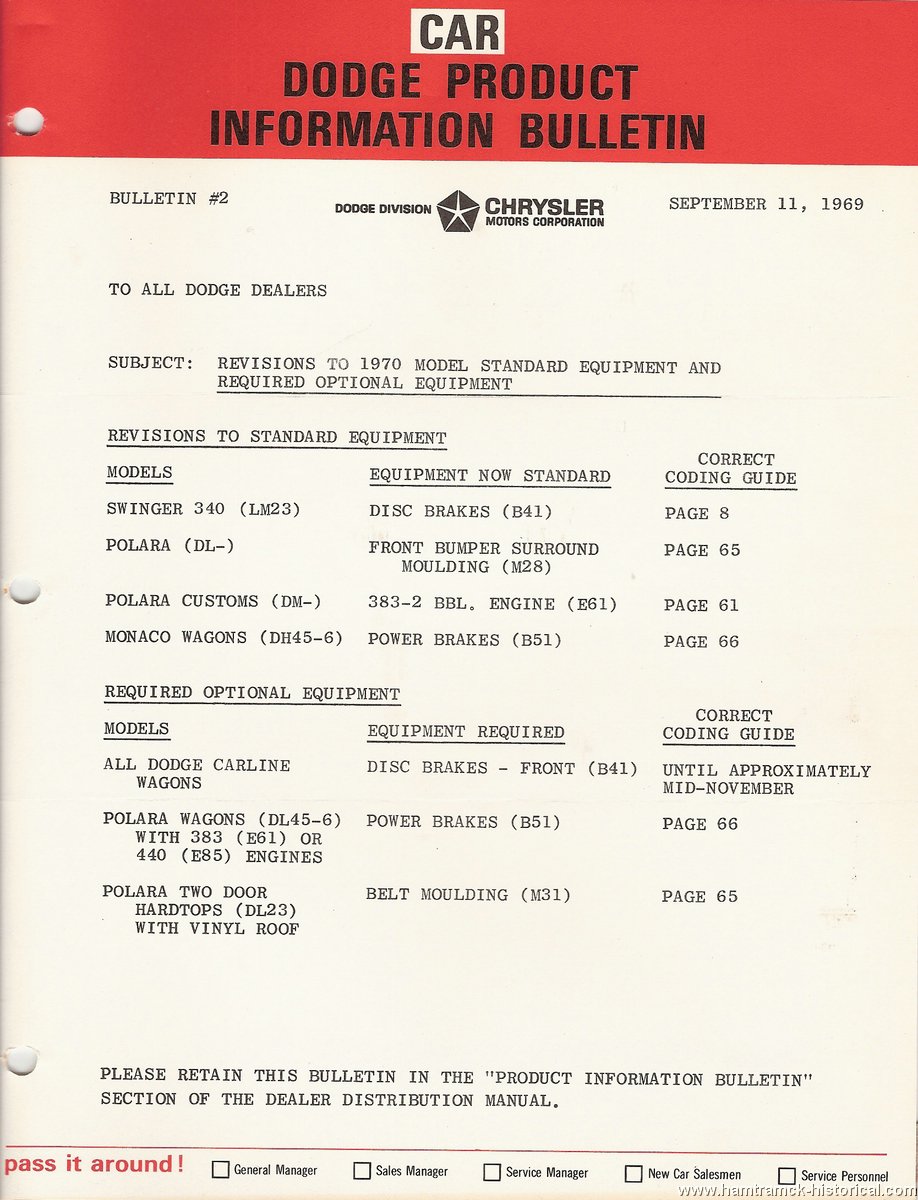 CAR
DODGE PRODUCT
INFORMATION BULLETIN
BULLETIN #2
DODGE DIVISION CHRYSLER
MOTORS CORPORATION
SEPTEMBER 11, 1969
TO ALL DODGE DEALERS
SUBJECT: REVISIONS TO 1970 MODEL STANDARD EQUIPMENT AND
REQUIRED OPTIONAL EQUIPMENT
REVISIONS TO STANDARD EQUIPMENT
CORRECT
MODELS EQUIPMENT NOW STANDARD CODING GUIDE
SWINGER 340 (LM23) DISC BRAKES (B41) PAGE 8
POLARA (DL-) FRONT BUMPER SURROUND PAGE 65
MOULDING (M28)
POLARA CUSTOMS (DM-) 383-2 BBL. ENGINE (E61) PAGE 61
MONACO WAGONS (DH45-6) POWER BRAKES (B51) PAGE 66
REQUIRED OPTIONAL EQUIPMENT
CORRECT
MODELS EQUIPMENT REQUIRED CODING GUIDE
ALL DODGE CARLINE DISC BRAKES - FRONT (B41) UNTIL APPROXIMATELY
WAGONS MID-NOVEMBER
POLARA WAGONS (DL45-6) POWER BRAKES (B51) PAGE 66
WITH 383 (E61) OR
440 (E85) ENGINES
POLARA TWO DOOR BELT MOULDING (M31) PAGE 65
HARDTOPS (DL23)
WITH VINYL ROOF
PLEASE RETAIN THIS BULLETIN IN THE "PRODUCT INFORMATION BULLETIN"
SECTION OF THE DEALER DISTRIBUTION MANUAL.
pass it around! General Manager Sales Manager Service Manager New Car Salesmen Service Personnel
www.hamtramck-historical.com